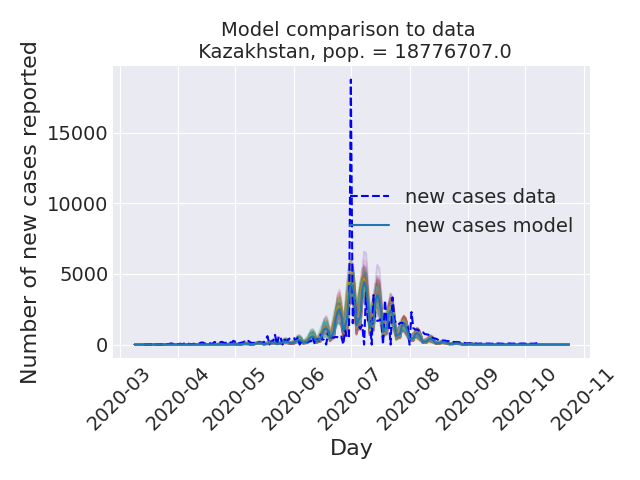 Model comparison to data
Kazakhstan, pop. = 18776707.0
Number of new cases reported
15000
10000
5000
0
new cases data
new cases model
2020-03
2020-04
2020-05
2020-06
2020-07
2020-08
2020-09
2020-10
2020-11
Day